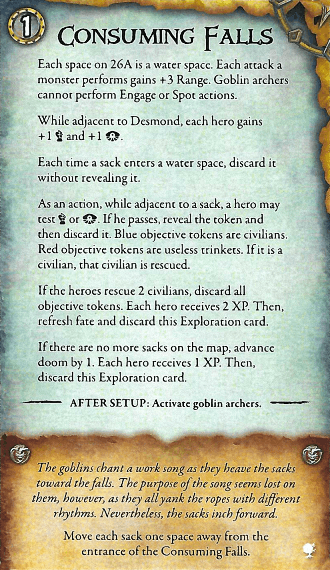 1
CONSUMING FALLS
Each space on 26A is a water space. Each attack a
monster performs gains +3 Range. Goblin archers
cannot perform Engage or Spot actions.
While adjacent to Desmond, each hero gains
+1 and +1 .
Each time a sack enters a water space, discard it
without revealing it.
As an action, while adjacent to a sack, a hero may
test or . If he passes, reveal the token and
then discard it. Blue objective tokens are civilians.
Red objective tokens are useless trinkets. If it is a
civilian, that civilian is rescued.
If the heroes rescue 2 civilians, discard all
objective tokens. Each hero receives 2 XP. Then,
refresh fate and discard this Exploration card.
If there are no more sacks on the map, advance
doom by 1. Each hero receives 1 XP. Then,
discard this Exploration card.
AFTER SETUP: Activate goblin archers.
The goblins chant a work song as they heave the sacks
toward the falls. The purpose of the song seems lost on
them, however, as they all yank the ropes with different
rhythms. Nevertheless, the sacks inch forward.
Move each sack one space away from the
entrance of the Consuming Falls.